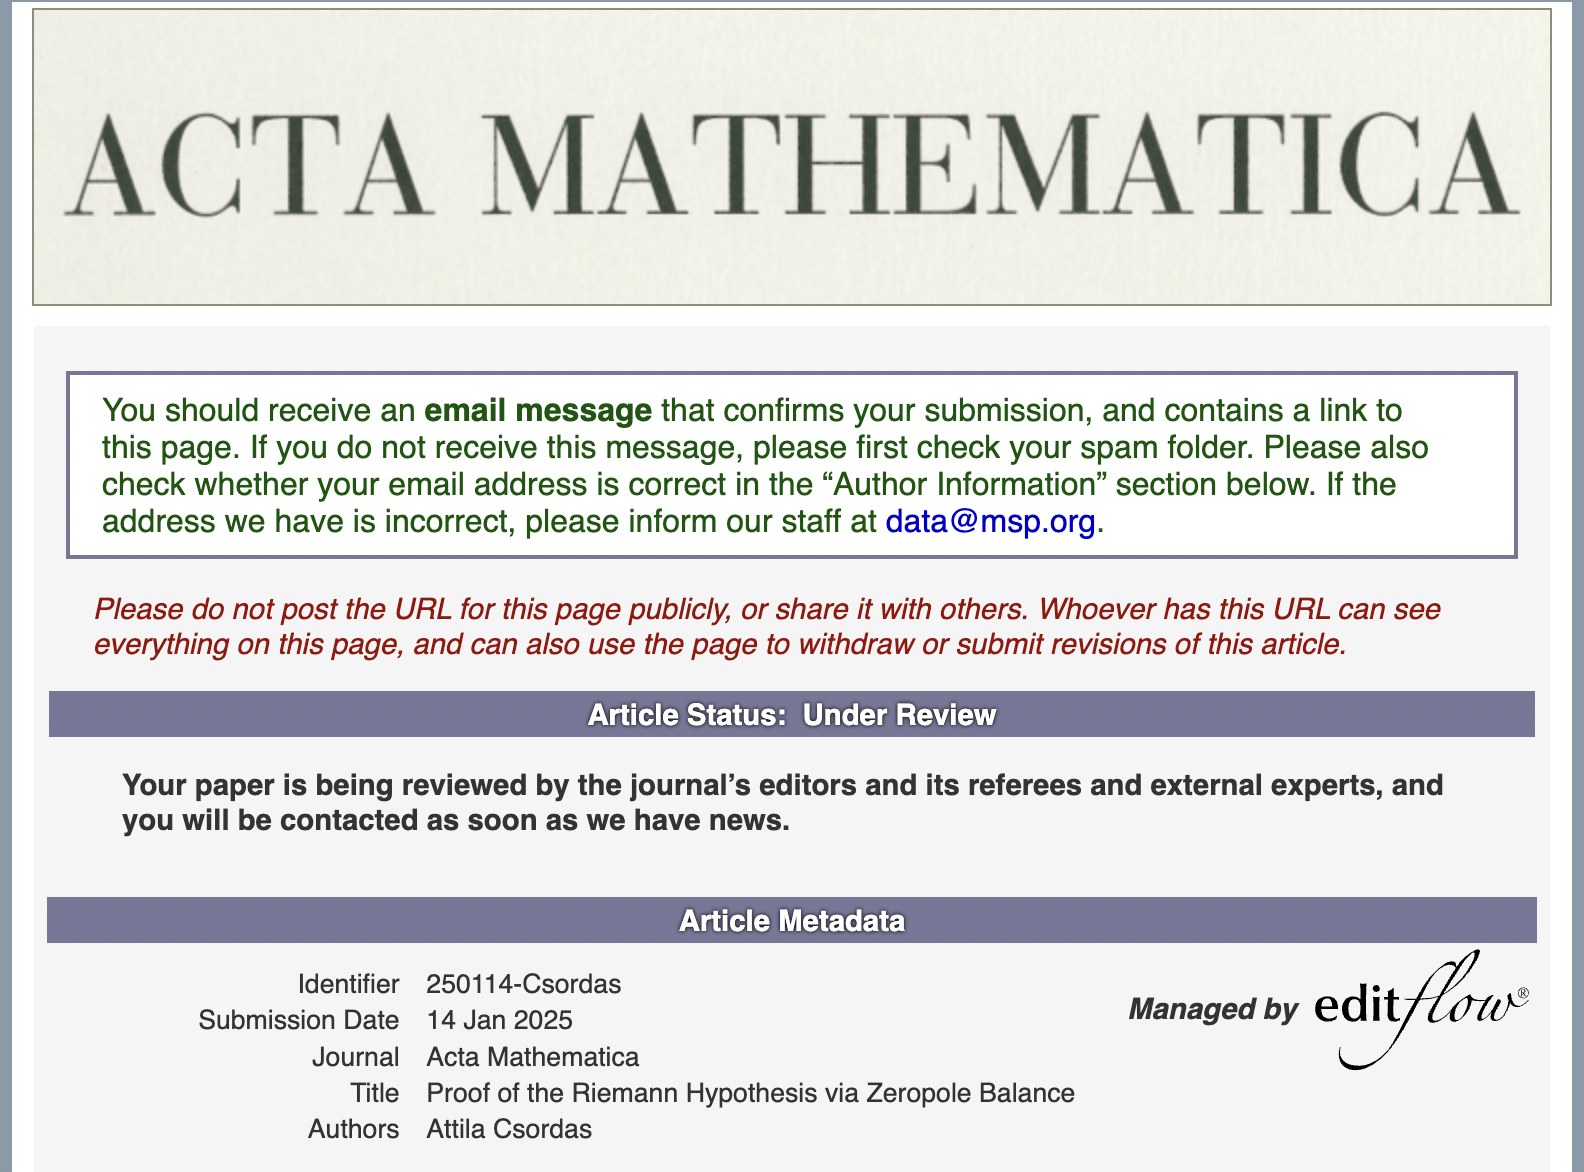 ACTA MATHEMATICA
You should receive an email message that confirms your submission, and contains a link to
this page. If you do not receive this message, please first check your spam folder. Please also
check whether your email address is correct in the “Author Information” section below. If the
address we have is incorrect, please inform our staff at data@msp.org.
Please do not post the URL for this page publicly, or share it with others. Whoever has this URL can see
everything on this page, and can also use the page to withdraw or submit revisions of this article.
Article Status: Under Review
Your paper is being reviewed by the journal’s editors and its referees and external experts, and
you will be contacted as soon as we have news.
Article Metadata
Identifier 250114-Csordas
Submission Date 14 Jan 2025
Journal Acta Mathematica
Title Proof of the Riemann Hypothesis via Zeropole Balance
Authors Attila Csordas
Managed by editflow®